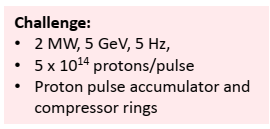 Challenge:
• 2 MW, 5 GeV, 5 Hz,
• 5 x 10¹⁴ protons/pulse
• Proton pulse accumulator and
compressor rings